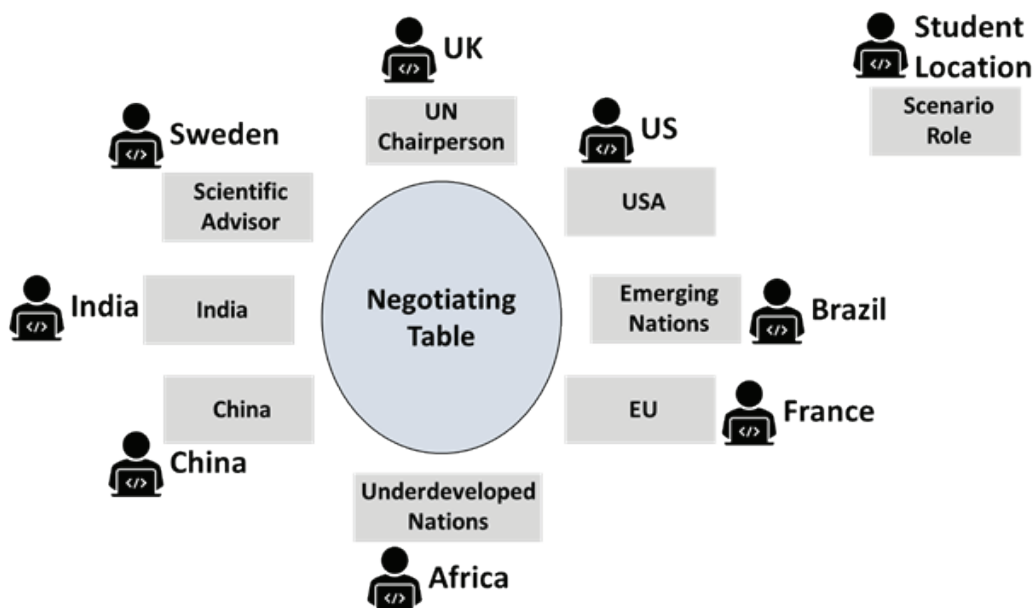 UK
Student
Location
UN
Chairperson
Scenario
Role
Sweden
US
Scientific
Advisor
USA
India
India
Negotiating
Table
Emerging
Nations
Brazil
China
EU
France
China
Underdeveloped
Nations
Africa